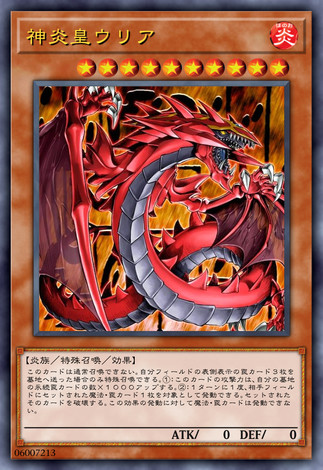 神炎皇ウリア
ほのお
炎
［炎族／特殊召喚／効果］
このカードは通常召喚できない。自分フィールドの表側表示の罠カード３枚を
墓地へ送った場合のみ特殊召喚できる。①：このカードの攻撃力は、自分の墓地
の永続罠カードの数×１０００アップする。②：１ターンに１度、相手フィール
ドにセットされた魔法・罠カード１枚を対象として発動できる。セットされた
そのカードを破壊する。この効果の発動に対して魔法・罠カードは発動できな
い。
ATK/ 0 DEF/ 0
06007213